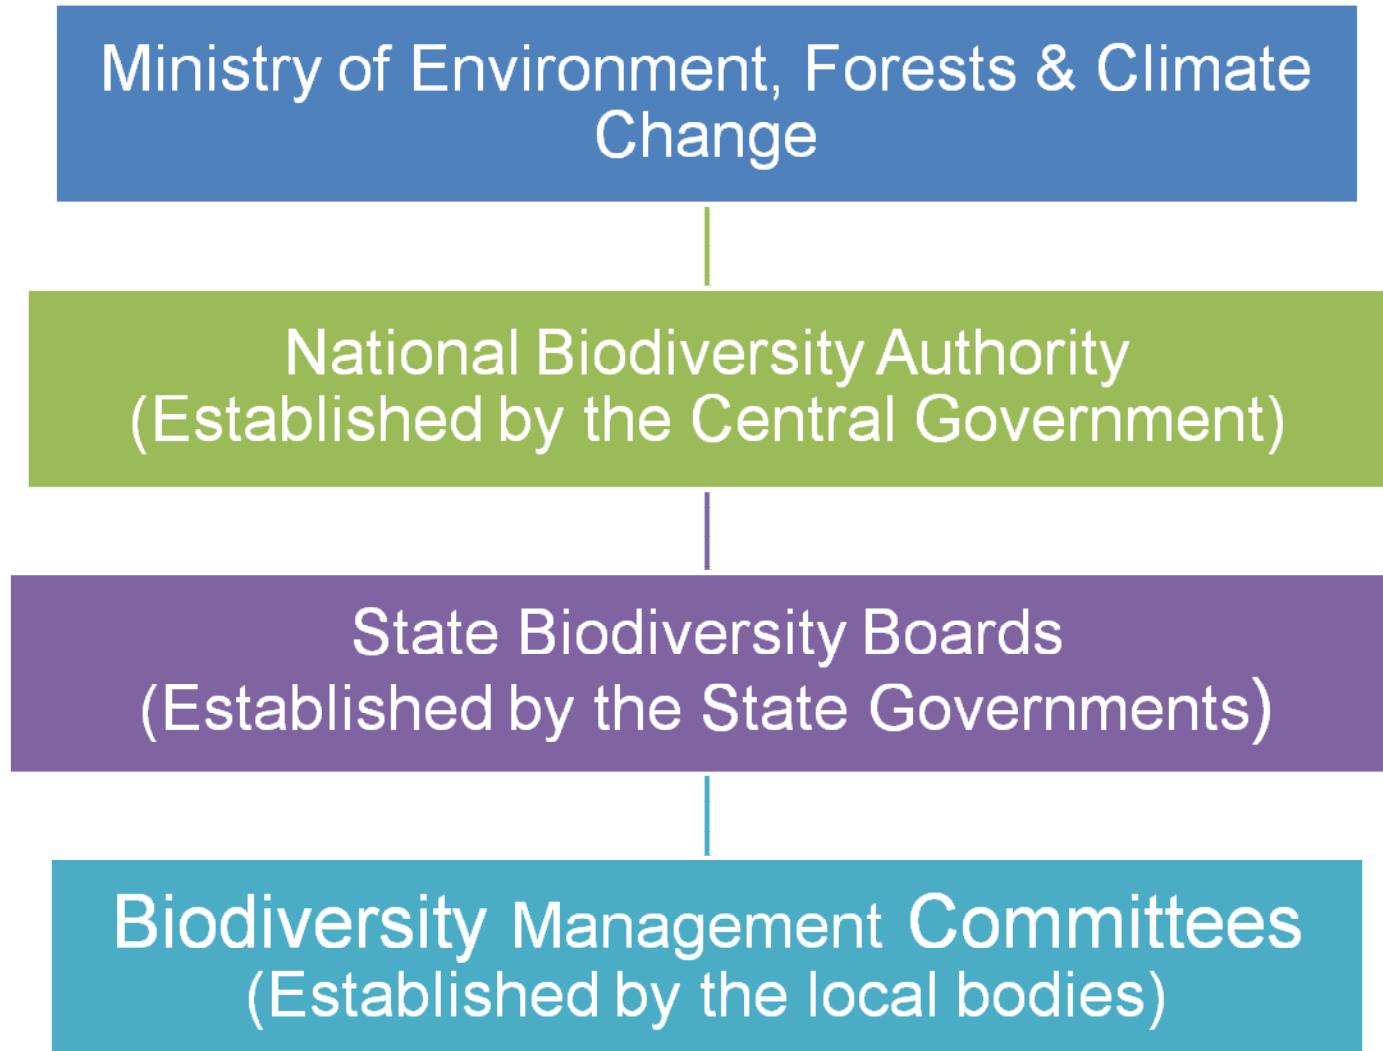 Ministry of Environment, Forests & Climate
Change
National Biodiversity Authority
(Established by the Central Government)
State Biodiversity Boards
(Established by the State Governments)
Biodiversity Management Committees
(Established by the local bodies)